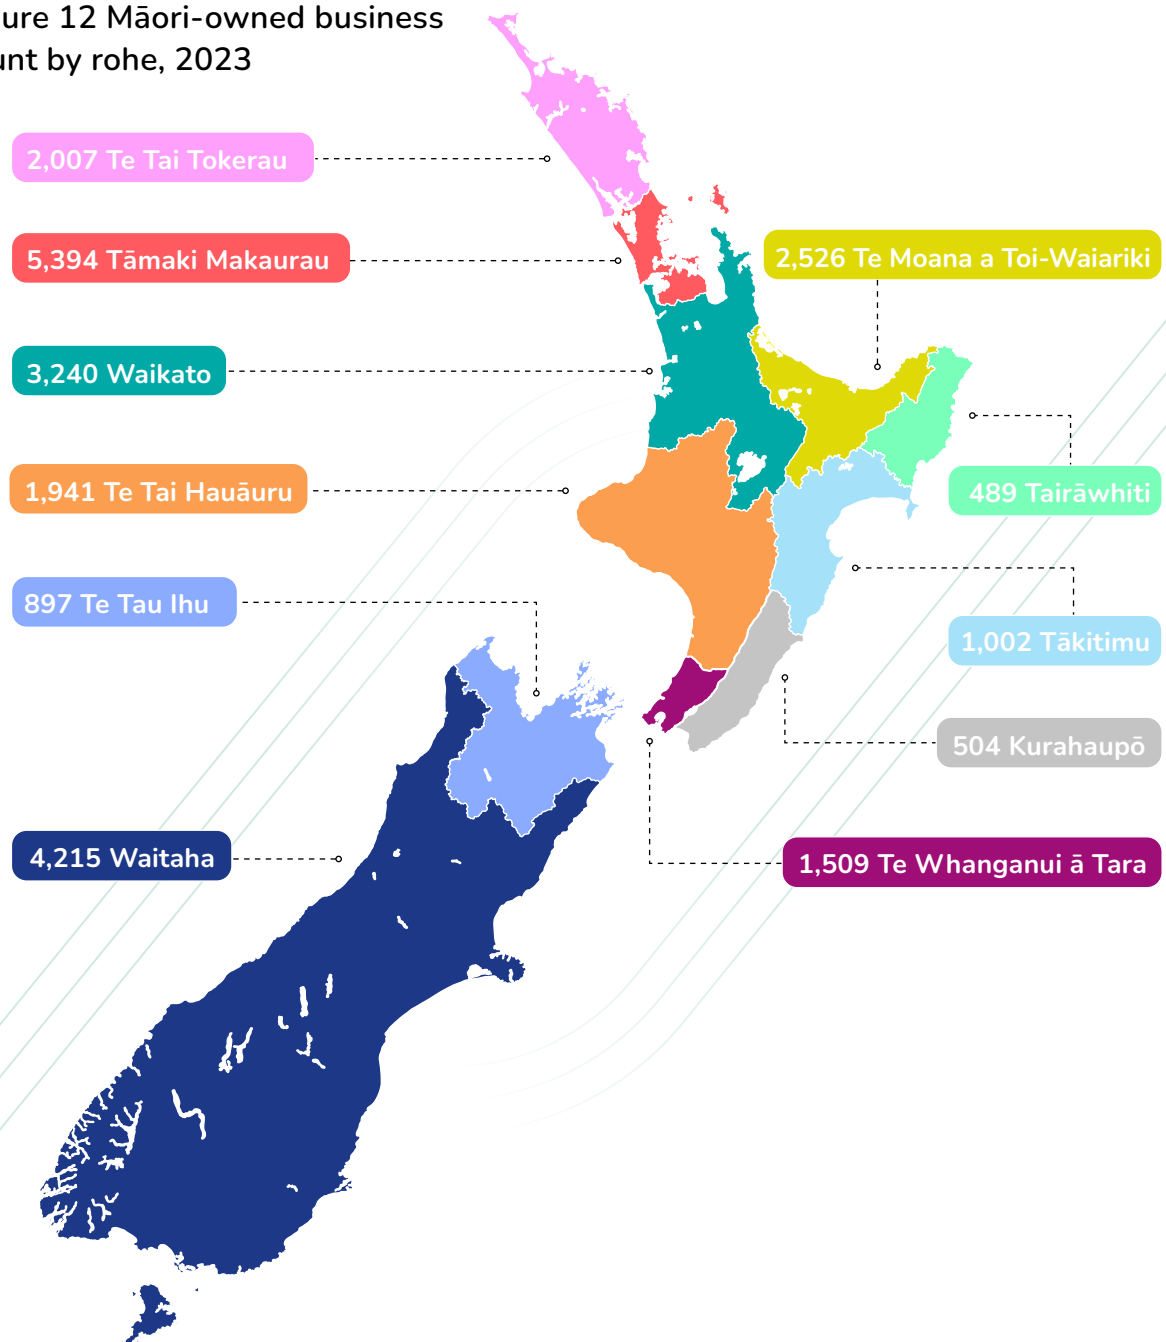 ure 12 Māori-owned business
unt by rohe, 2023
2,007 Te Tai Tokerau
5,394 Tāmaki Makaurau
2,526 Te Moana a Toi-Waiariki
3,240 Waikato
1,941 Te Tai Hauāuru
489 Tairāwhiti
897 Te Tau Ihu
1,002 Tākitimu
504 Kurahaupō
4,215 Waitaha
1,509 Te Whanganui ā Tara